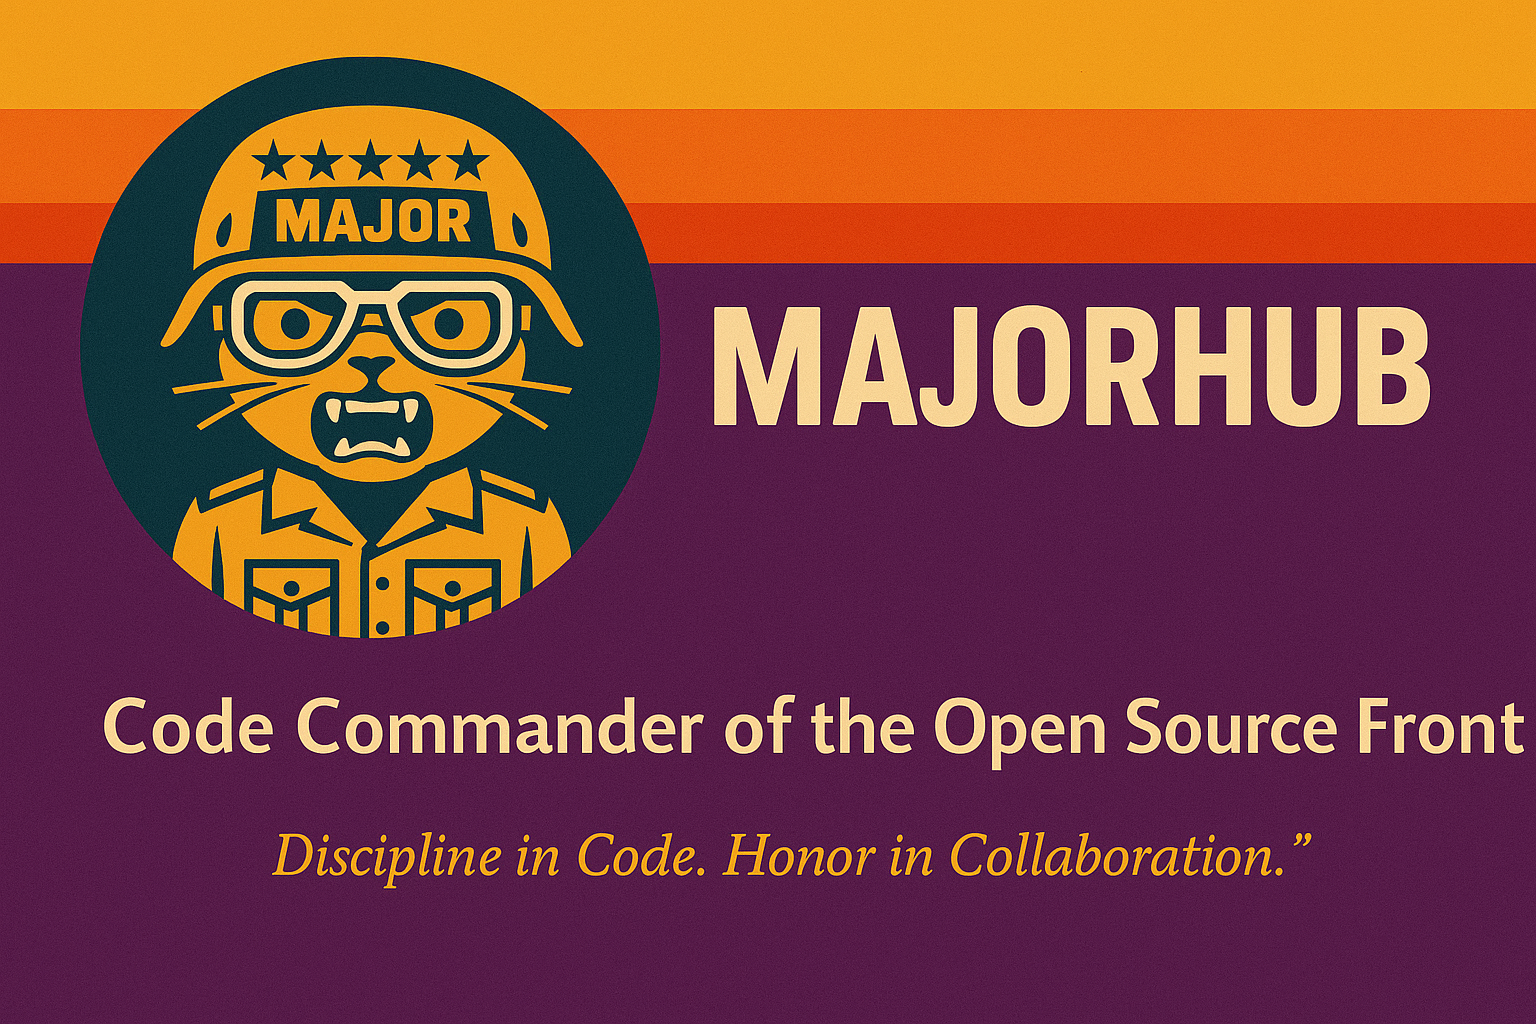 MAJOR
MAJORHUB
Code Commander of the Open Source Front
Discipline in Code. Honor in Collaboration.”